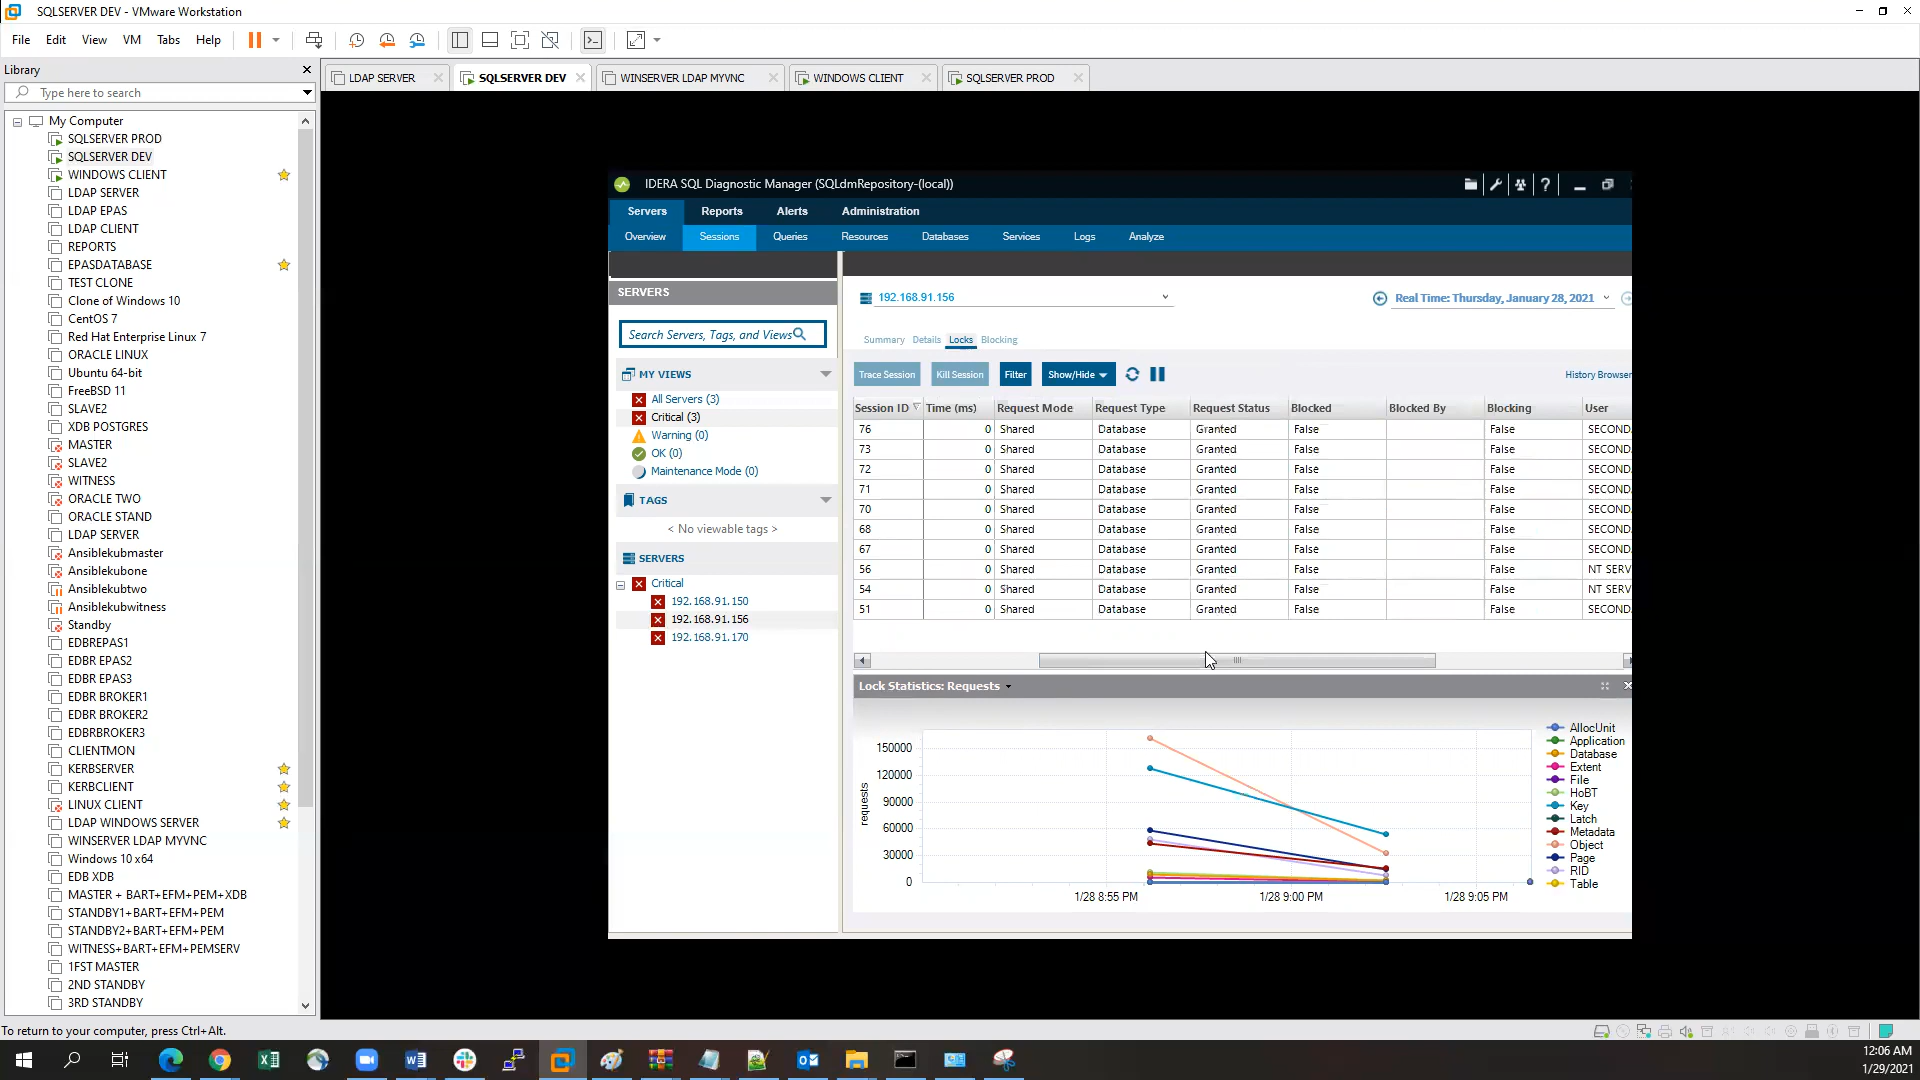 SQLSERVER DEV - VMware Workstation
File Edit View VM Tabs Help
Library
Type here to search
LDAP SERVER SQLSERVER DEV WINSERVER LDAP MYVNC WINDOWS CLIENT SQLSERVER PROD
My Computer
SQLSERVER PROD
SQLSERVER DEV
WINDOWS CLIENT
LDAP SERVER
LDAP EPAS
LDAP CLIENT
REPORTS
EPASDATABASE
TEST CLONE
Clone of Windows 10
CentOS 7
Red Hat Enterprise Linux 7
ORACLE LINUX
Ubuntu 64-bit
FreeBSD 11
SLAVE2
XDB POSTGRES
MASTER
SLAVE2
WITNESS
ORACLE TWO
ORACLE STAND
LDAP SERVER
Ansiblekubmaster
Ansiblekubone
Ansiblekubtwo
Ansiblekubwitness
Standby
EDBREPAS1
EDBR EPAS2
EDBR EPAS3
EDBR BROKER1
EDBR BROKER2
EDBRBROKER3
CLIENTMON
KERBSERVER
KERBCLIENT
LINUX CLIENT
LDAP WINDOWS SERVER
WINSERVER LDAP MYVNC
Windows 10 x64
EDB XDB
MASTER + BART+EFM+PEM+XDB
STANDBY1+BART+EFM+PEM
STANDBY2+BART+EFM+PEM
WITNESS+BART+EFM+PEMSERV
1FST MASTER
2ND STANDBY
3RD STANDBY
IDERA SQL Diagnostic Manager (SQLdmRepository-(local))
Servers Reports Alerts Administration
Overview Sessions Queries Resources Databases Services Logs Analyze
SERVERS
Search Servers, Tags, and Views
MY VIEWS
All Servers (3)
Critical (3)
Warning (0)
OK (0)
Maintenance Mode (0)
TAGS
< No viewable tags >
SERVERS
Critical
192.168.91.150
192.168.91.156
192.168.91.170
192.168.91.156 Real Time: Thursday, January 28, 2021
Summary Details Locks Blocking
Trace Session Kill Session Filter Show/Hide History Browser
Session ID Time (ms) Request Mode Request Type Request Status Blocked Blocked By Blocking User
76 0 Shared Database Granted False False SECOND
73 0 Shared Database Granted False False SECOND
72 0 Shared Database Granted False False SECOND
71 0 Shared Database Granted False False SECOND
70 0 Shared Database Granted False False SECOND
68 0 Shared Database Granted False False SECOND
67 0 Shared Database Granted False False SECOND
56 0 Shared Database Granted False False NT SERV
54 0 Shared Database Granted False False NT SERV
51 0 Shared Database Granted False False SECOND
Lock Statistics: Requests
requests
150000
120000
90000
60000
30000
0
1/28 8:55 PM 1/28 9:00 PM 1/28 9:05 PM
AllocUnit
Application
Database
Extent
File
HoBT
Key
Latch
Metadata
Object
Page
RID
Table
To return to your computer, press Ctrl+Alt.
12:06 AM
1/29/2021